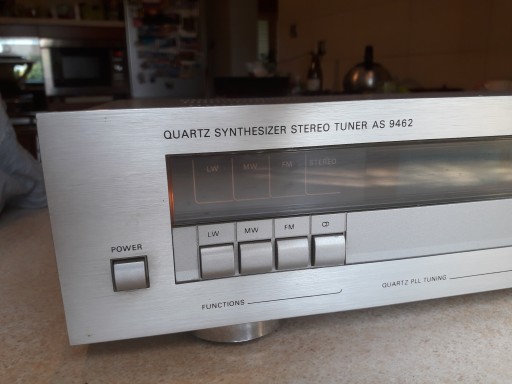 QUARTZ SYNTHESIZER STEREO TUNER AS 9462
LW MW FM STEREO
LW MW FM
POWER
FUNCTIONS
QUARTZ PLL TUNING